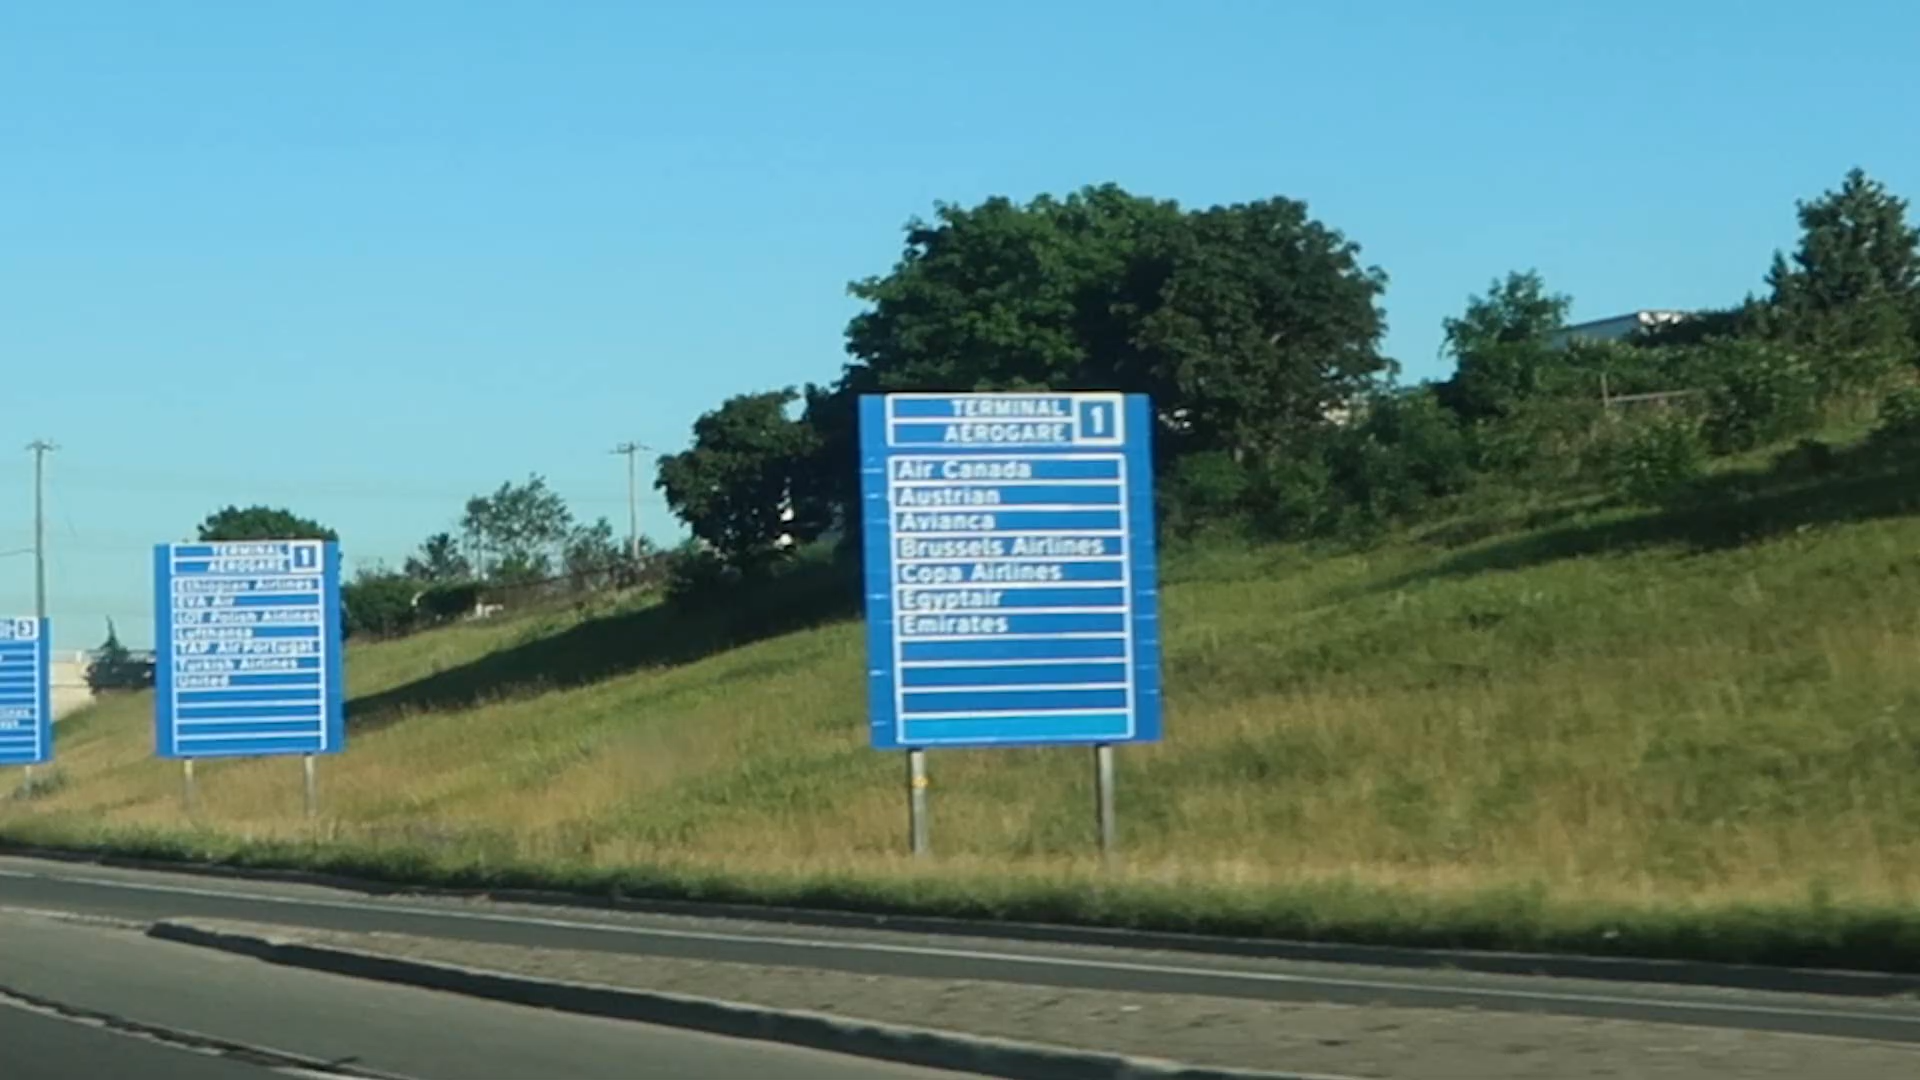 TERMINAL 1
AÉROGARE
Air Canada
Austrian
Avianca
Brussels Airlines
Copa Airlines
Egyptair
Emirates
TERMINAL 1
AÉROGARE
Ethiopian Airlines
EVA Air
LOT Polish Airlines
Lufthansa
TAP Air Portugal
Turkish Airlines
United
3